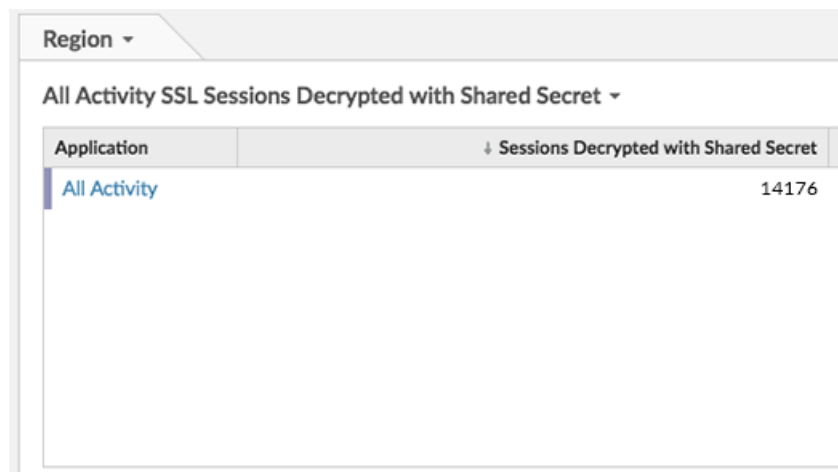 Region
All Activity SSL Sessions Decrypted with Shared Secret
Application ↓ Sessions Decrypted with Shared Secret
All Activity 14176